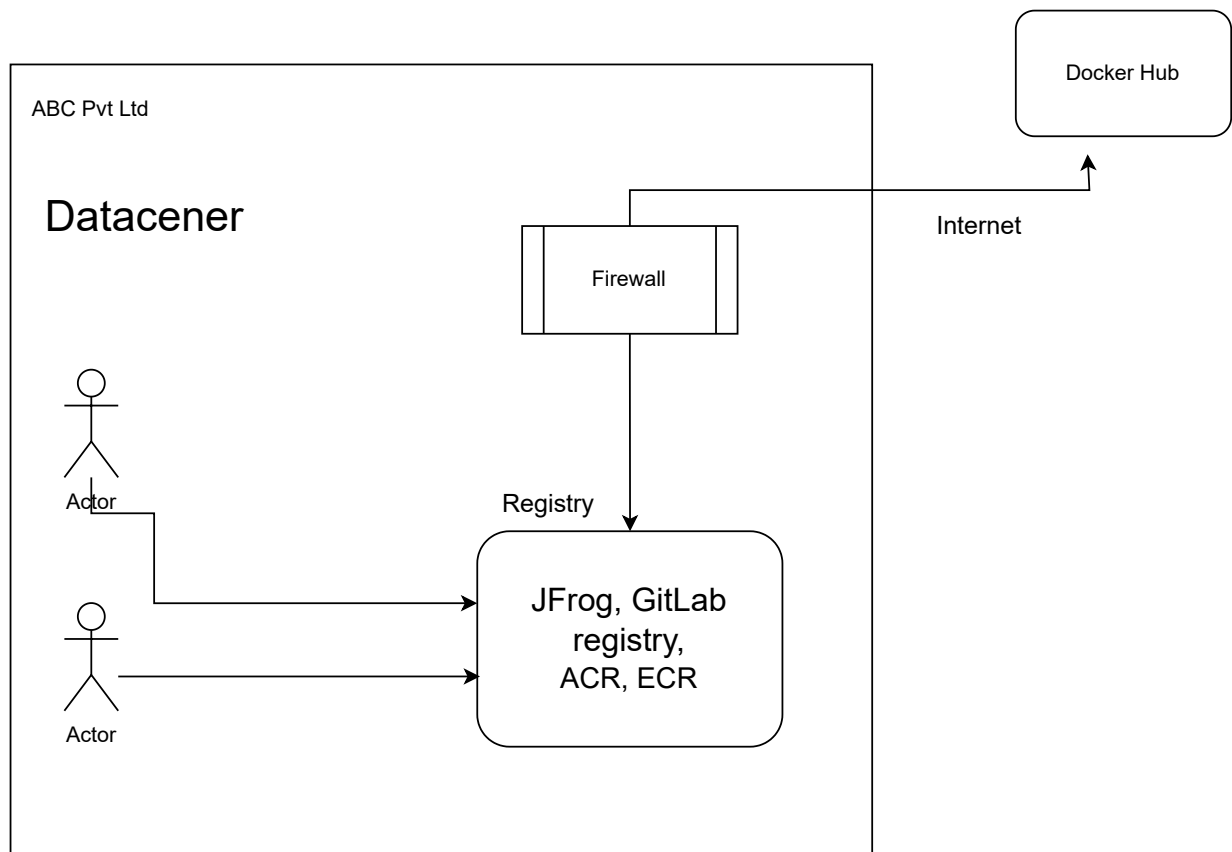 Docker Hub
ABC Pvt Ltd
Datacener
Internet
Firewall
Actor
Registry
JFrog, GitLab
registry,
ACR, ECR
Actor